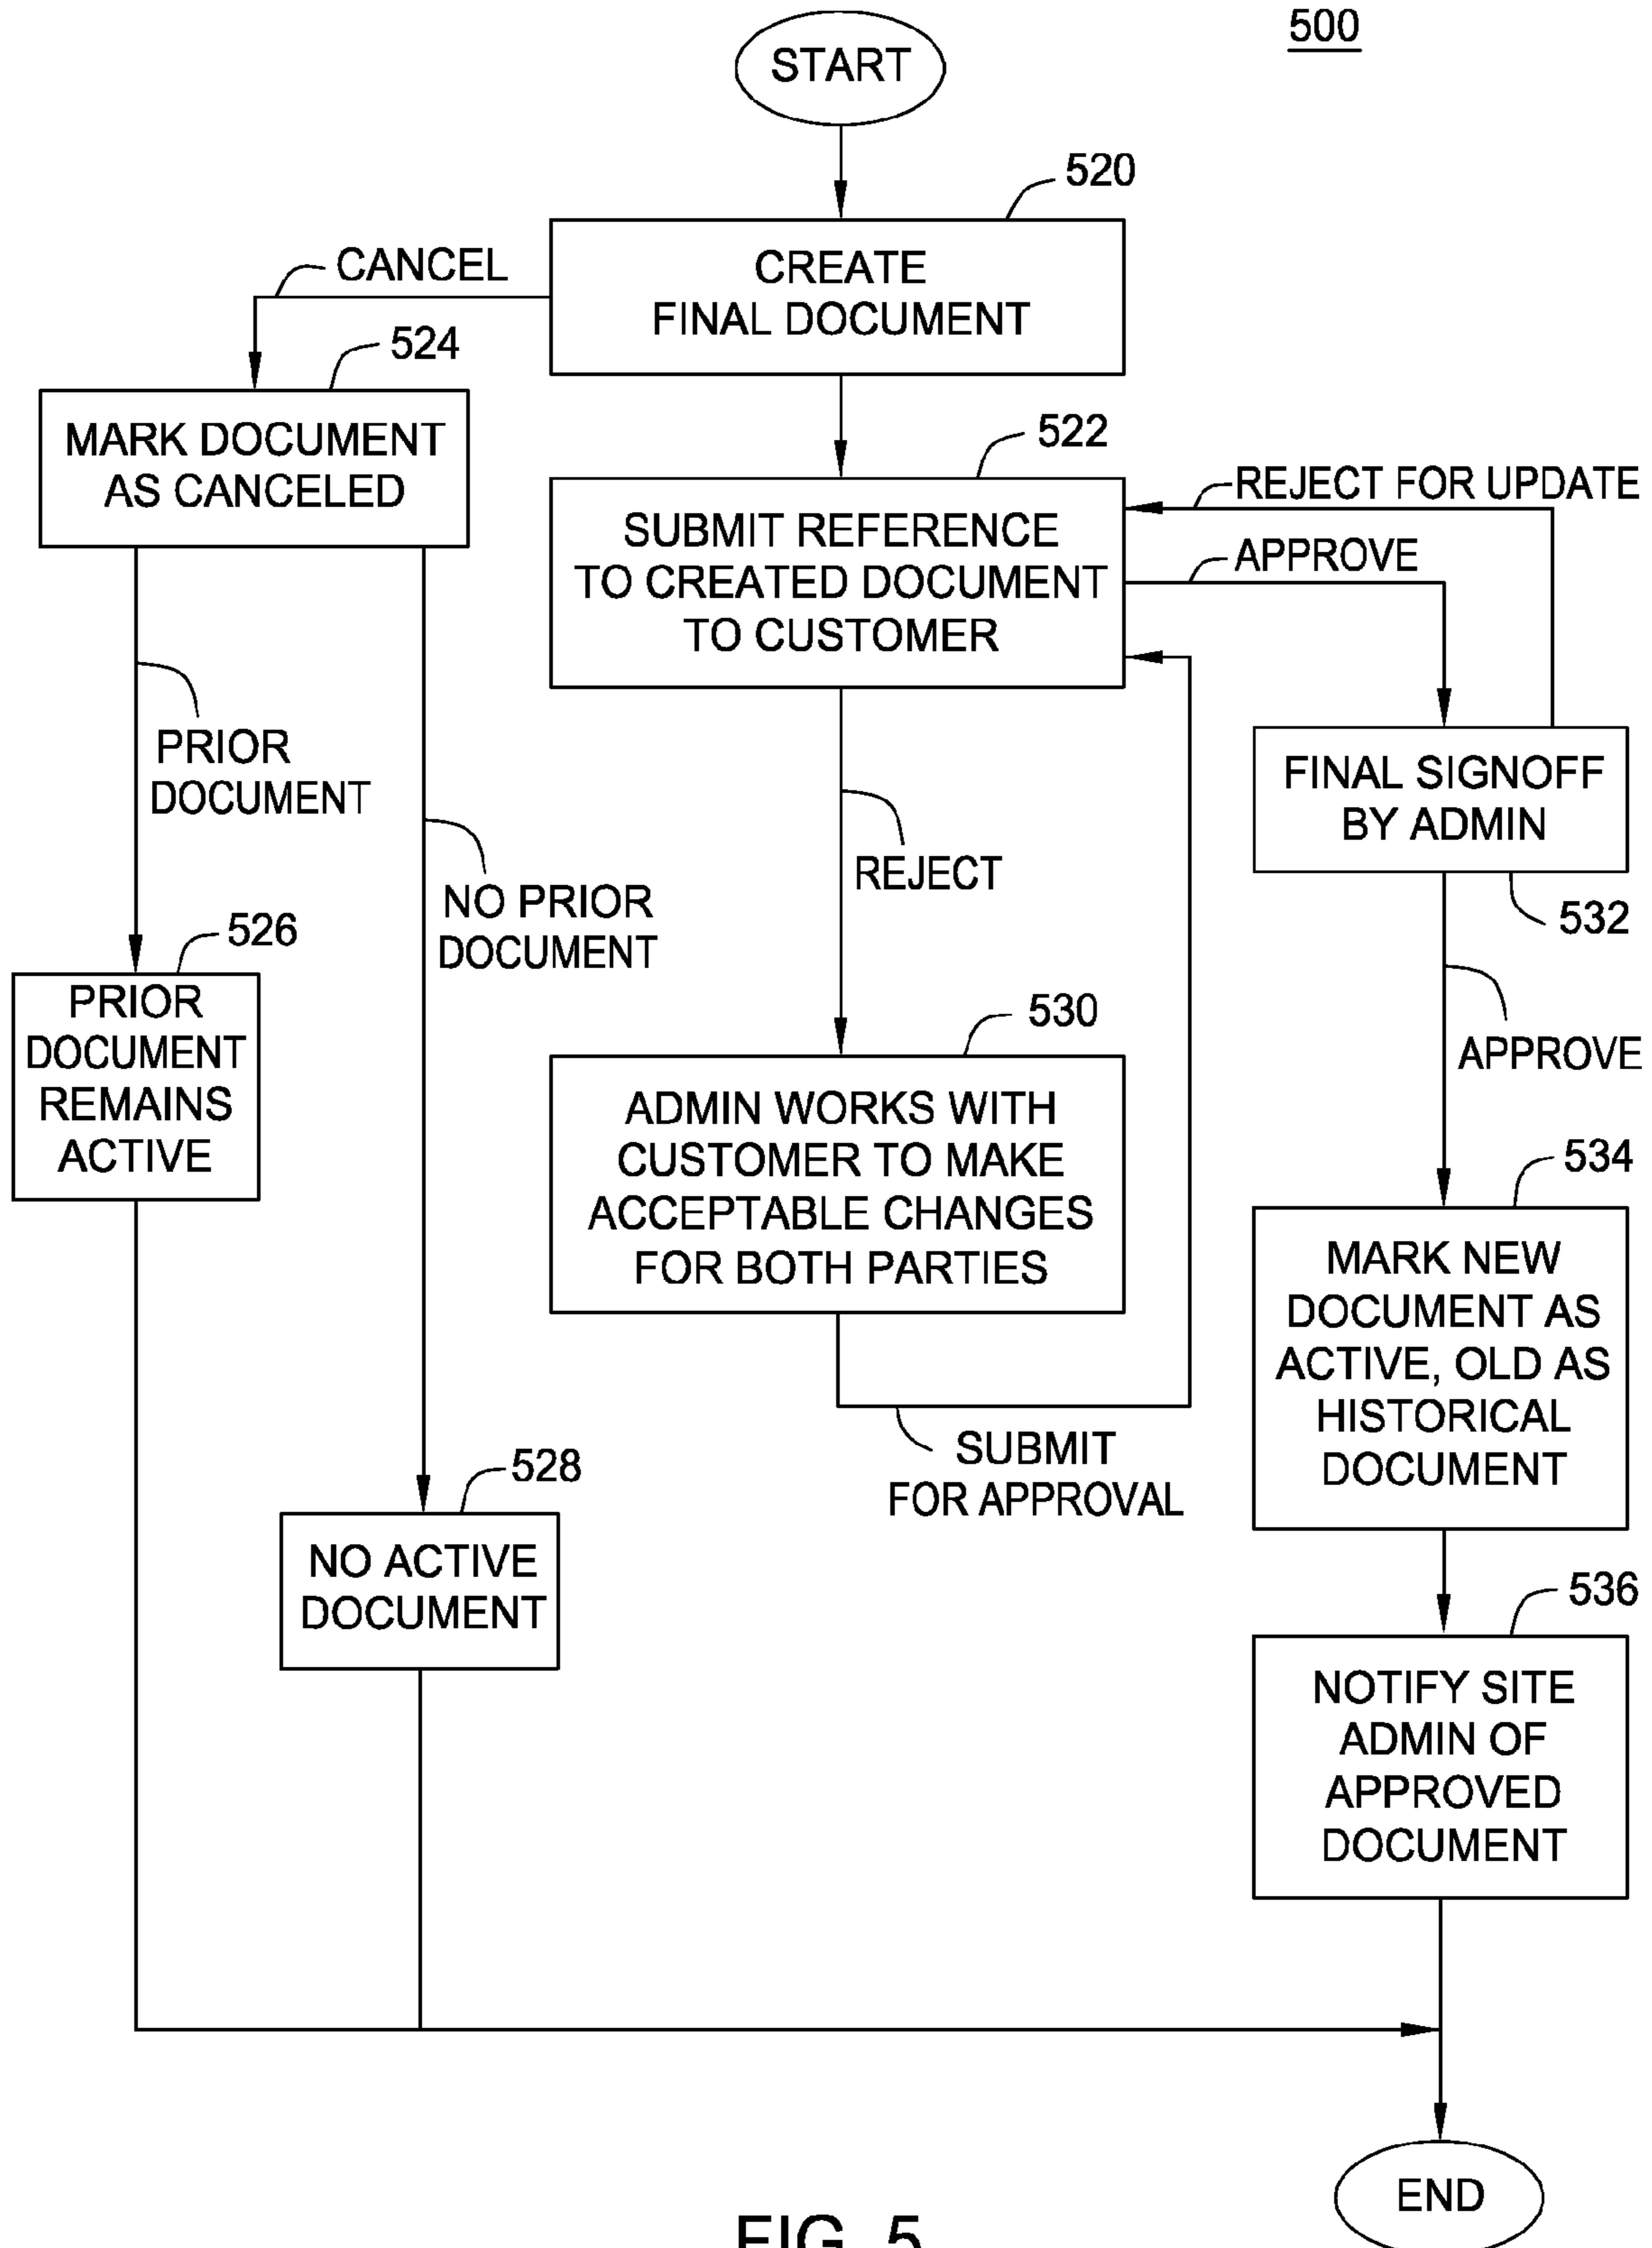 500
START
520
CREATE
FINAL DOCUMENT
CANCEL
524
MARK DOCUMENT
AS CANCELED
522
SUBMIT REFERENCE
TO CREATED DOCUMENT
TO CUSTOMER
REJECT FOR UPDATE
APPROVE
PRIOR
DOCUMENT
NO PRIOR
DOCUMENT
REJECT
FINAL SIGNOFF
BY ADMIN
532
526
PRIOR
DOCUMENT
REMAINS
ACTIVE
530
ADMIN WORKS WITH
CUSTOMER TO MAKE
ACCEPTABLE CHANGES
FOR BOTH PARTIES
APPROVE
534
MARK NEW
DOCUMENT AS
ACTIVE, OLD AS
HISTORICAL
DOCUMENT
SUBMIT
FOR APPROVAL
528
NO ACTIVE
DOCUMENT
536
NOTIFY SITE
ADMIN OF
APPROVED
DOCUMENT
END
FIG. 5